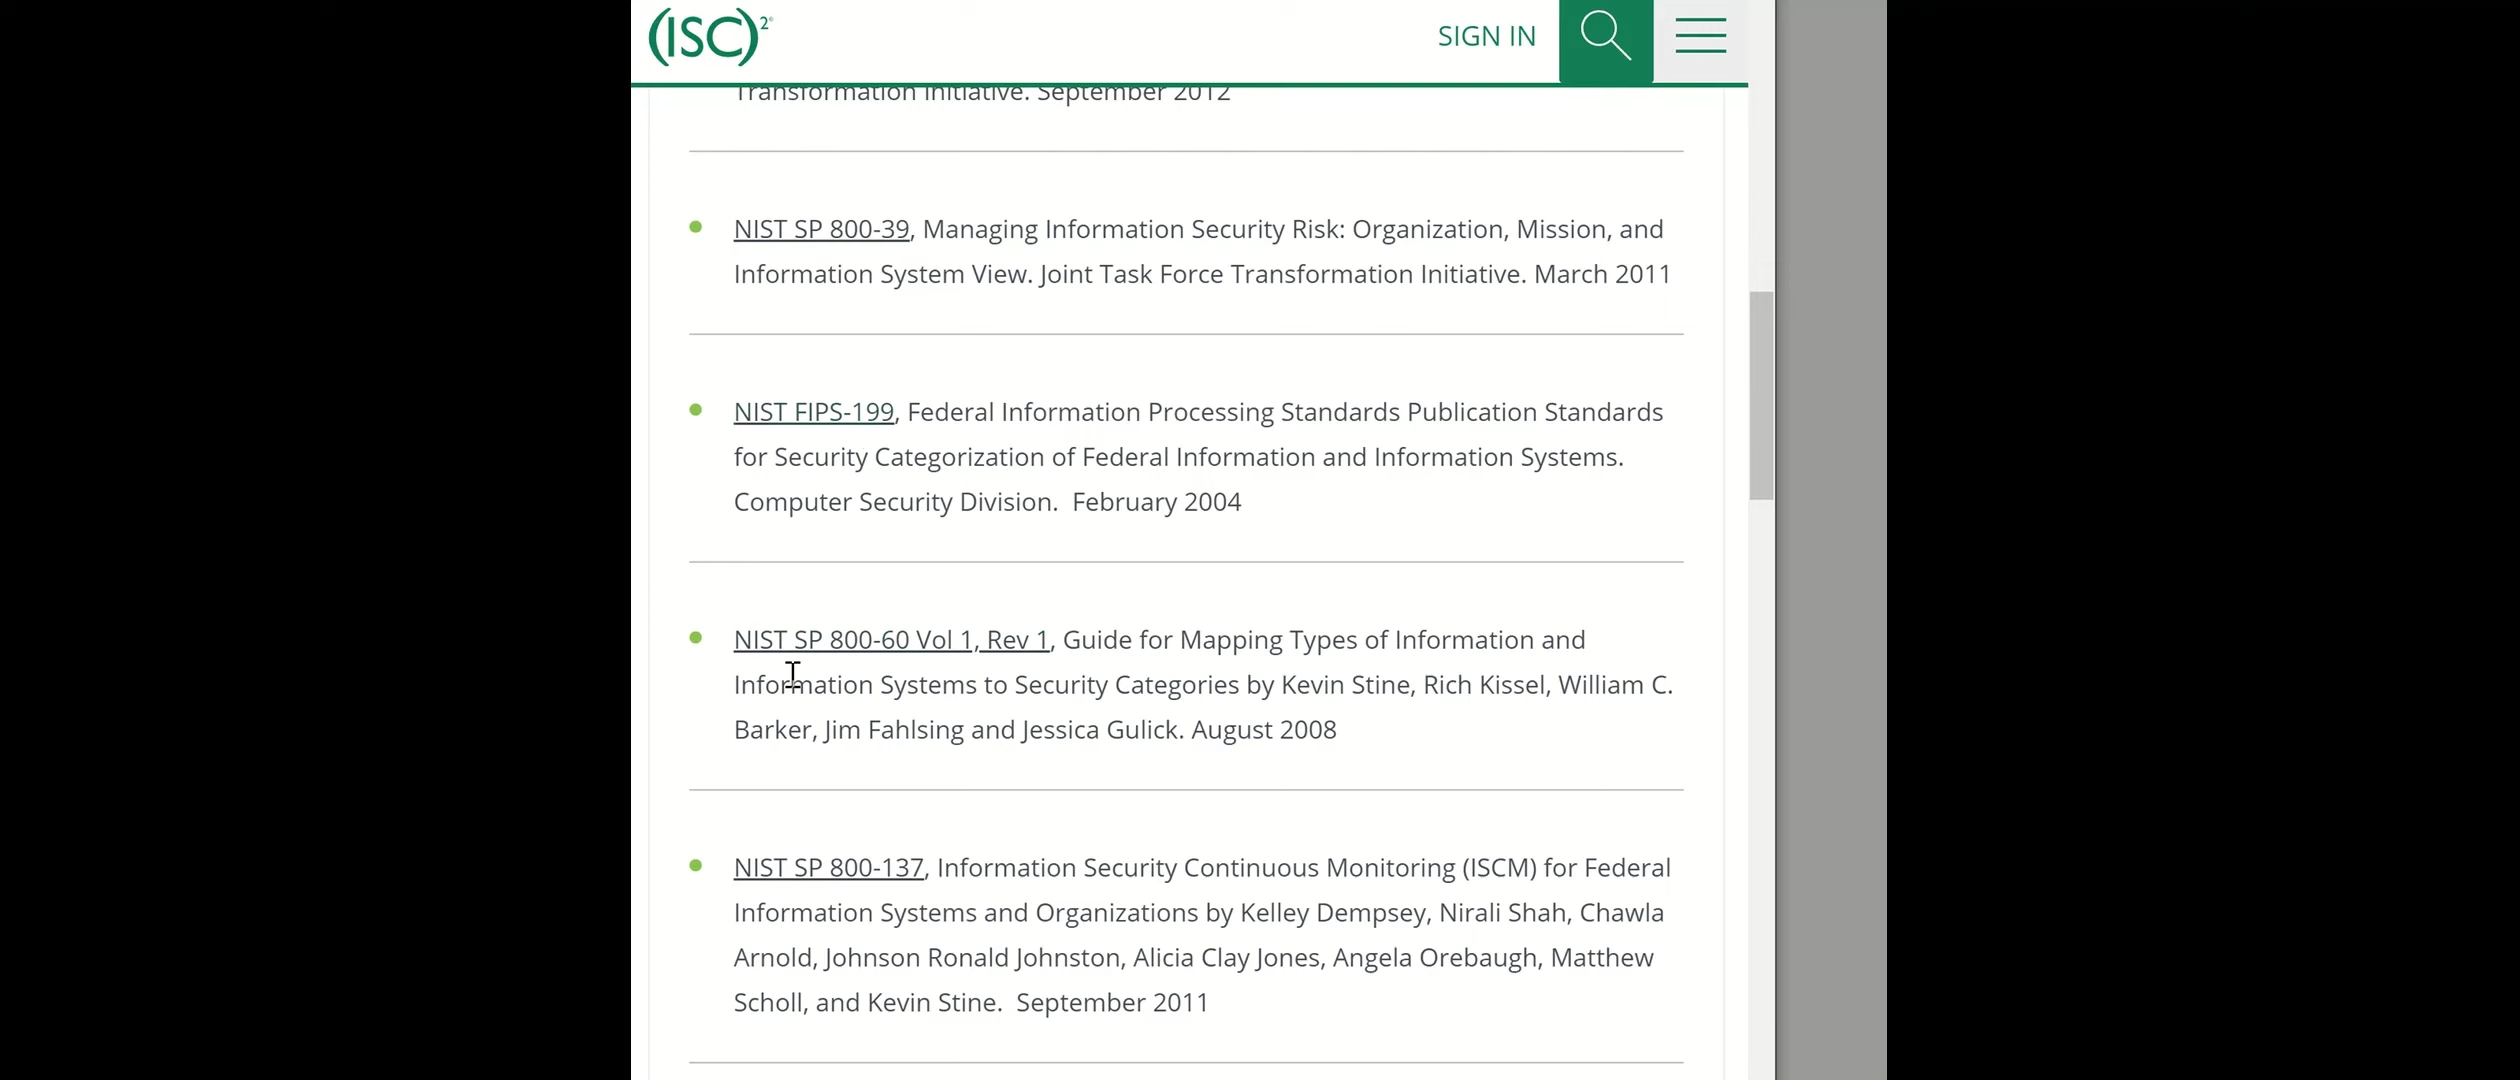 (ISC)2®
SIGN IN
Transformation Initiative. September 2012
NIST SP 800-39, Managing Information Security Risk: Organization, Mission, and
Information System View. Joint Task Force Transformation Initiative. March 2011
NIST FIPS-199, Federal Information Processing Standards Publication Standards
for Security Categorization of Federal Information and Information Systems.
Computer Security Division.  February 2004
NIST SP 800-60 Vol 1, Rev 1, Guide for Mapping Types of Information and
Information Systems to Security Categories by Kevin Stine, Rich Kissel, William C.
Barker, Jim Fahlsing and Jessica Gulick. August 2008
NIST SP 800-137, Information Security Continuous Monitoring (ISCM) for Federal
Information Systems and Organizations by Kelley Dempsey, Nirali Shah, Chawla
Arnold, Johnson Ronald Johnston, Alicia Clay Jones, Angela Orebaugh, Matthew
Scholl, and Kevin Stine.  September 2011